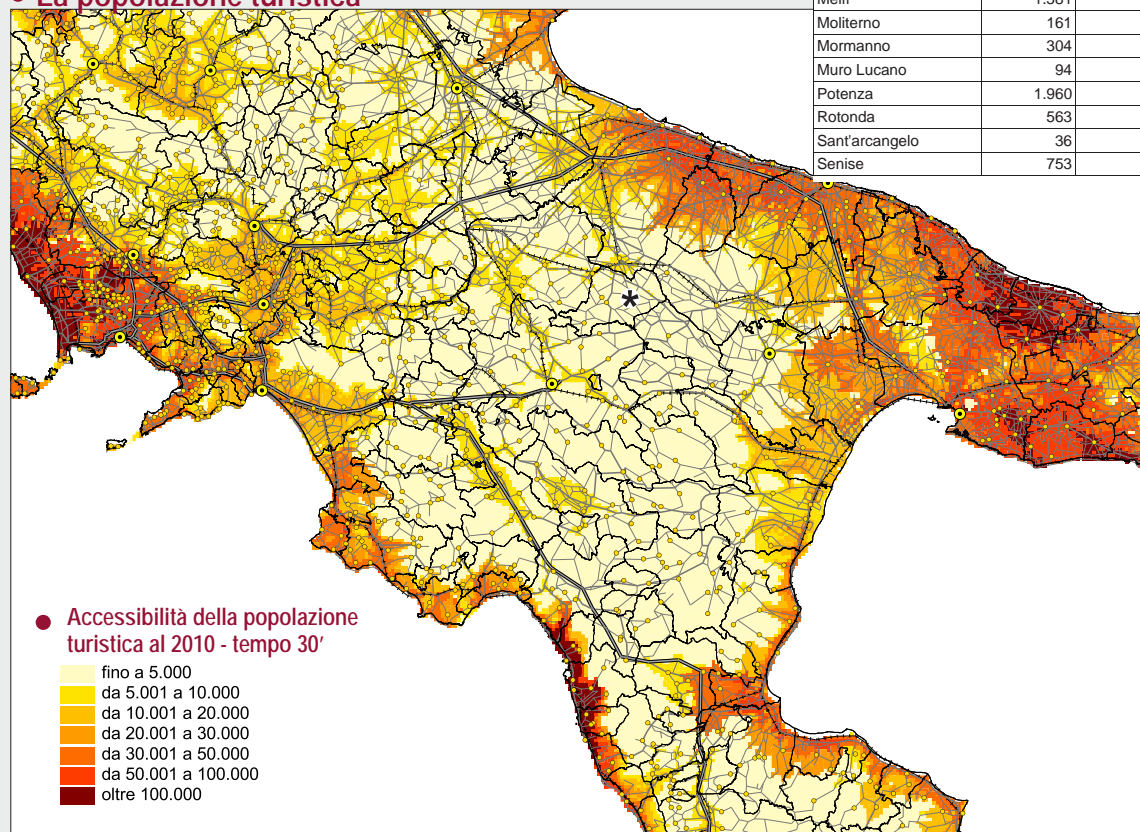 La popolazione turistica
Melfi 1.381
Moliterno 161
Mormanno 304
Muro Lucano 94
Potenza 1.960
Rotonda 563
Sant'arcangelo 36
Senise 753
*
Accessibilità della popolazione
turistica al 2010 - tempo 30'
fino a 5.000
da 5.001 a 10.000
da 10.001 a 20.000
da 20.001 a 30.000
da 30.001 a 50.000
da 50.001 a 100.000
oltre 100.000